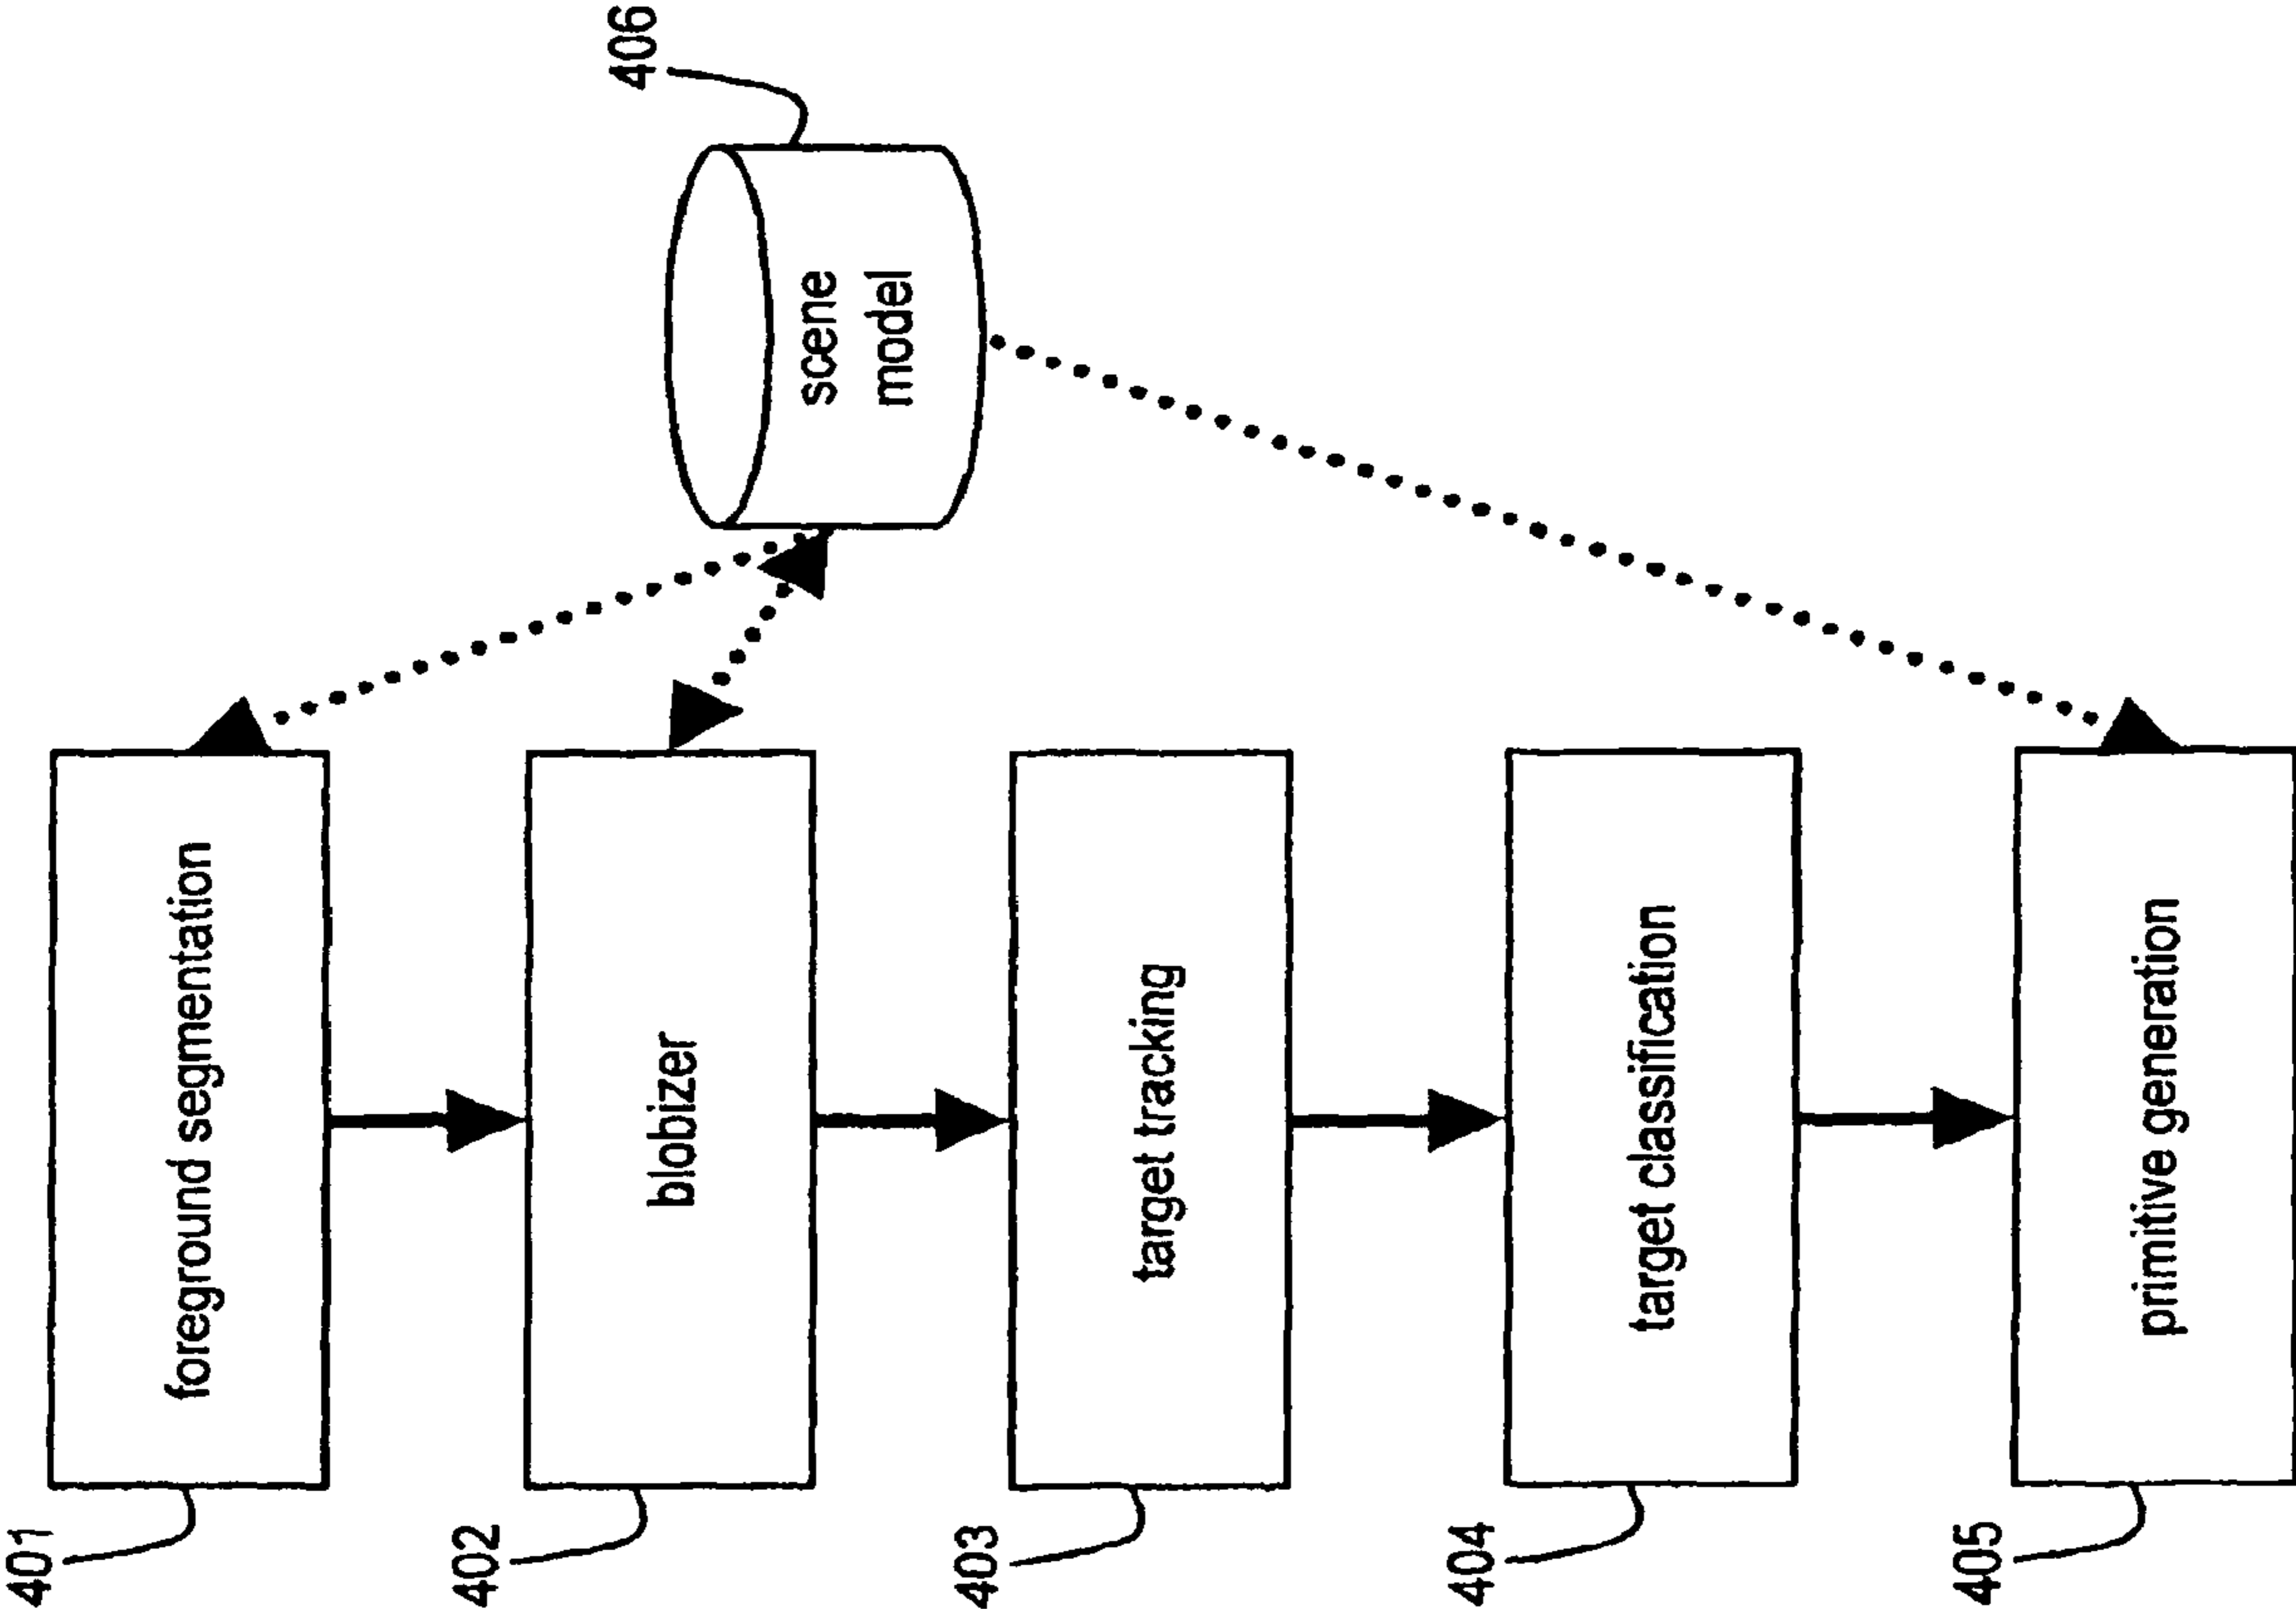 401
foreground segmentation
402
blobizer
403
target tracking
404
target classification
405
primitive generation
406
scene
model